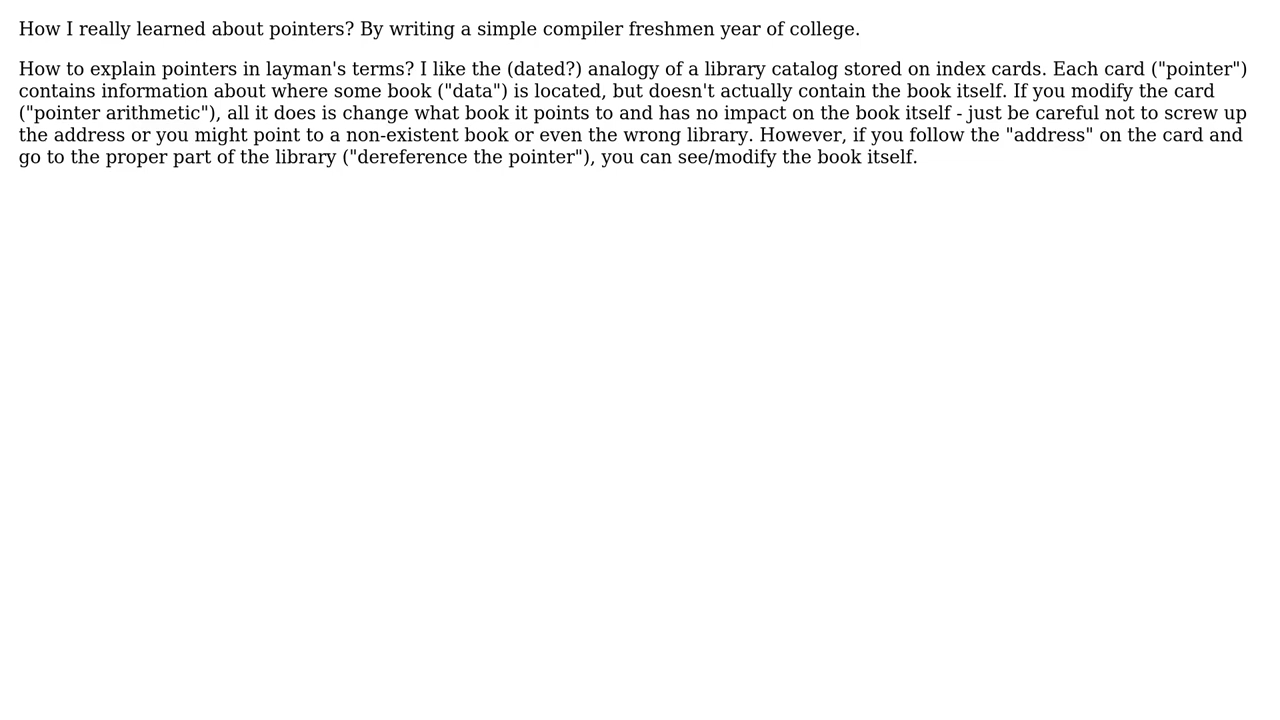 How I really learned about pointers? By writing a simple compiler freshmen year of college.
How to explain pointers in layman's terms? I like the (dated?) analogy of a library catalog stored on index cards. Each card ("pointer")
contains information about where some book ("data") is located, but doesn't actually contain the book itself. If you modify the card
("pointer arithmetic"), all it does is change what book it points to and has no impact on the book itself - just be careful not to screw up
the address or you might point to a non-existent book or even the wrong library. However, if you follow the "address" on the card and
go to the proper part of the library ("dereference the pointer"), you can see/modify the book itself.